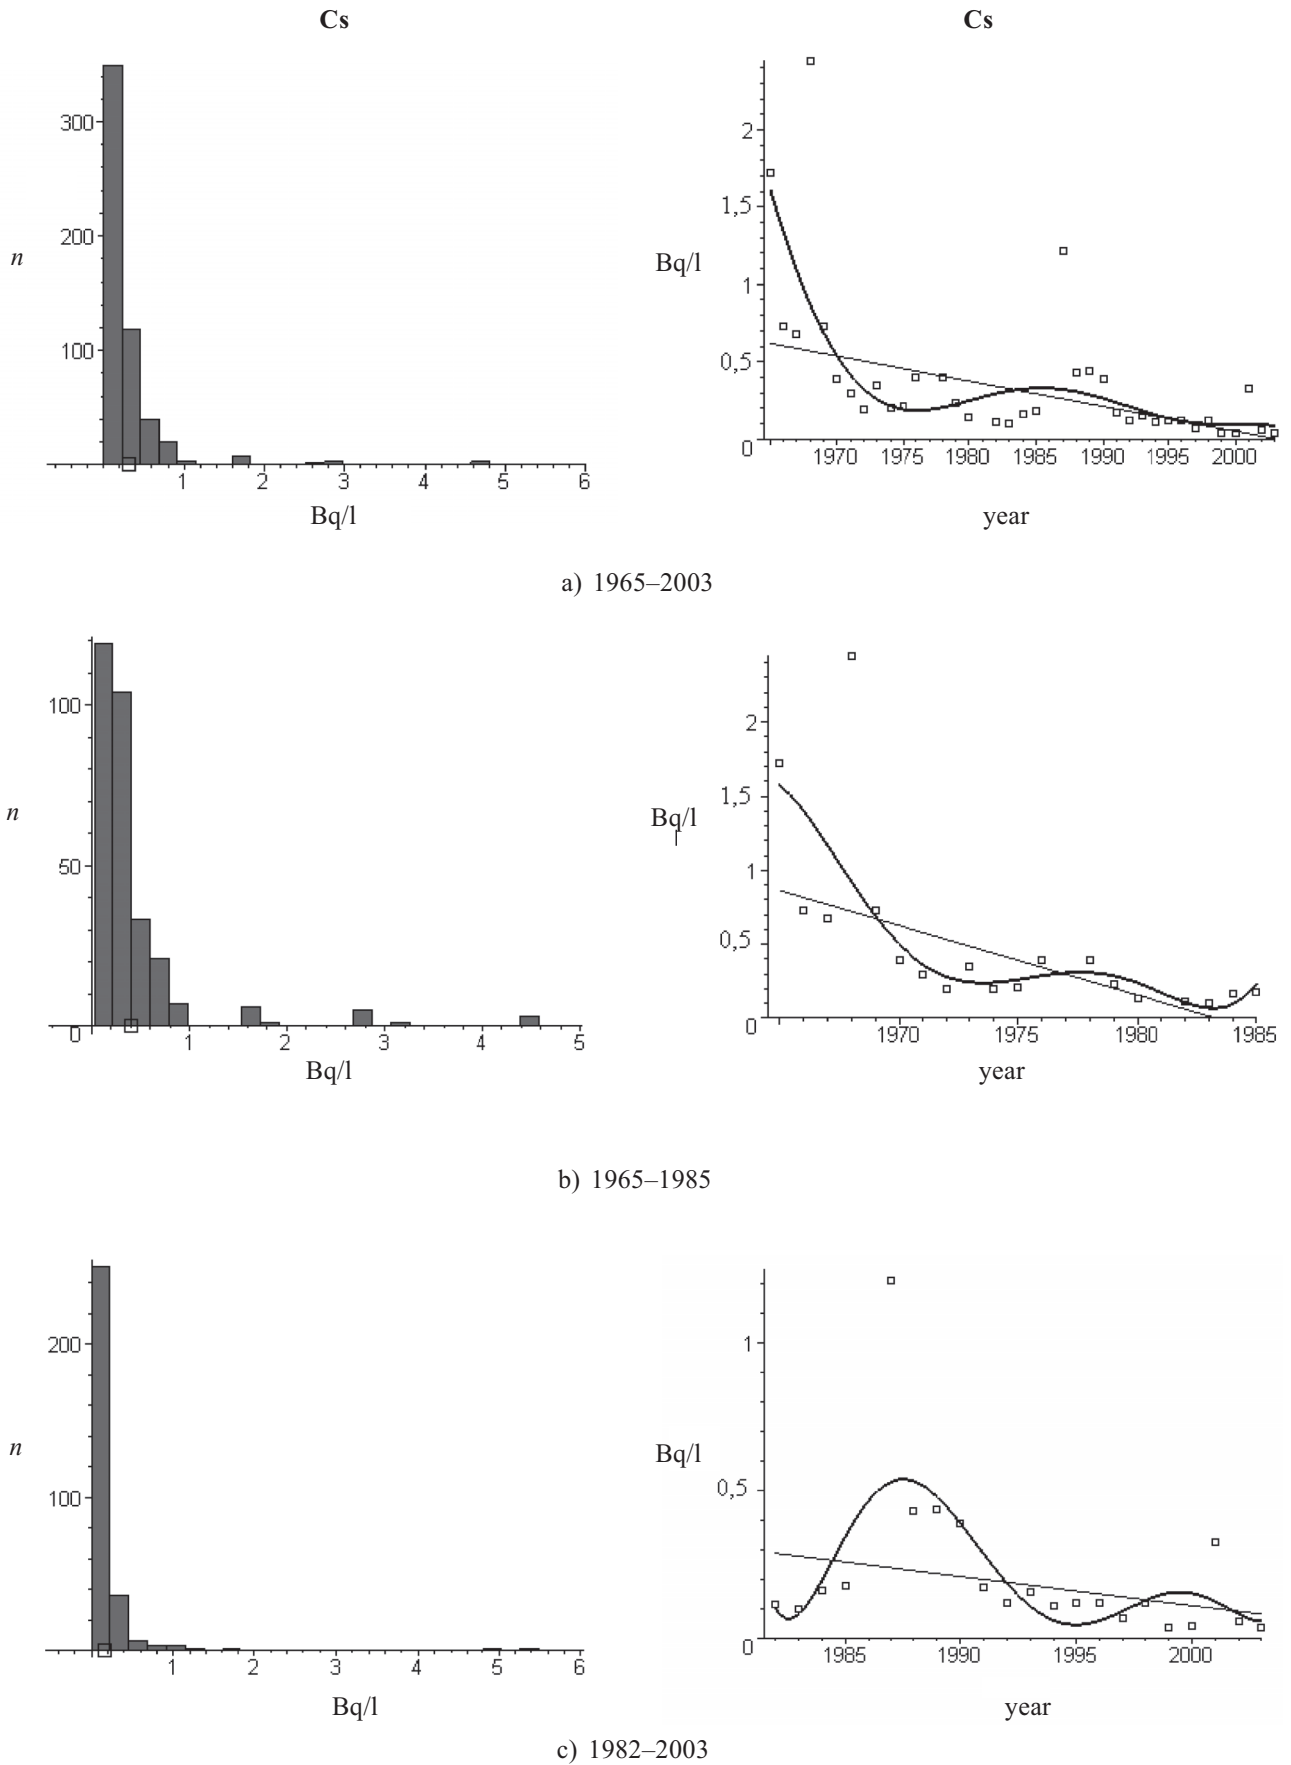 Cs
Cs
300
200
100
n
1 2 3 4 5 6
Bq/l
2
1,5
1
0,5
0
Bq/l
1970 1975 1980 1985 1990 1995 2000
year
a) 1965–2003
100
50
0
n
1 2 3 4 5
Bq/l
2
1,5
1
0,5
0
Bq/l
1970 1975 1980 1985
year
b) 1965–1985
200
100
n
1 2 3 4 5 6
Bq/l
1
0,5
0
Bq/l
1985 1990 1995 2000
year
c) 1982–2003